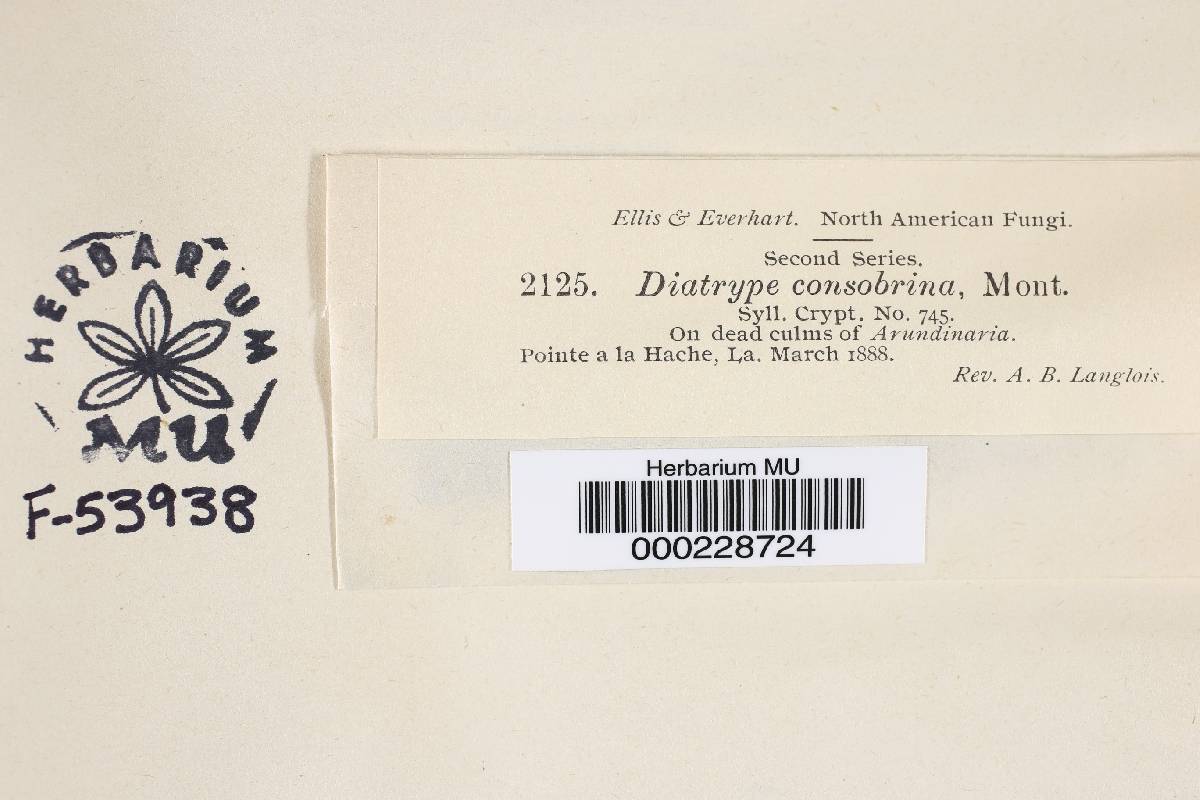 Ellis & Everhart. North American Fungi.
Second Series.
2125. Diatrype consobrina, Mont.
Syll. Crypt. No. 745.
On dead culms of Arundinaria.
Pointe a la Hache, La. March 1888.
Rev. A. B. Langlois.
HERBARIUM
MU
F-53938
Herbarium MU
000228724